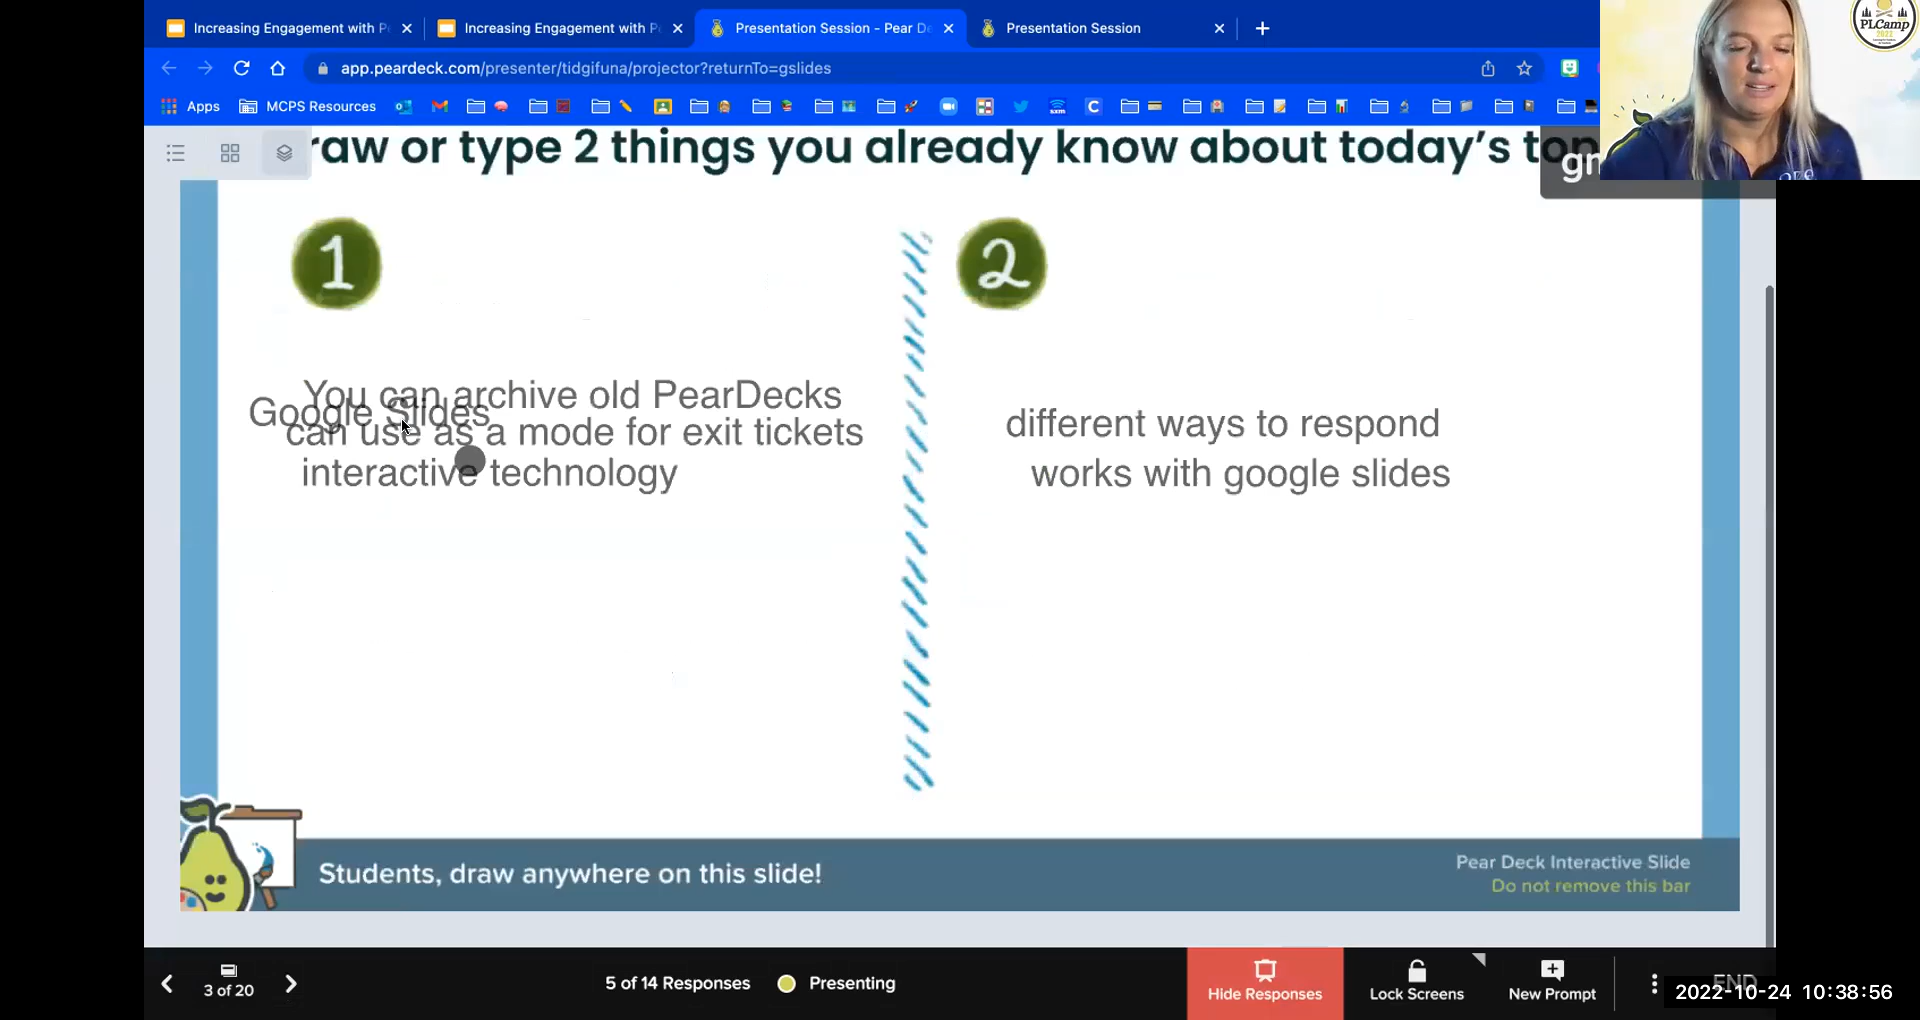 Increasing Engagement with P
Increasing Engagement with P
Presentation Session - Pear De
Presentation Session
app.peardeck.com/presenter/tidgifuna/projector?returnTo=gslides
Apps
MCPS Resources
PLCamp
2022
raw or type 2 things you already know about today's top
gn
1
2
You can archive old PearDecks
Google Slides
can use as a mode for exit tickets
interactive technology
different ways to respond
works with google slides
Students, draw anywhere on this slide!
Pear Deck Interactive Slide
Do not remove this bar
3 of 20
5 of 14 Responses
Presenting
Hide Responses
Lock Screens
New Prompt
END
2022-10-24 10:38:56